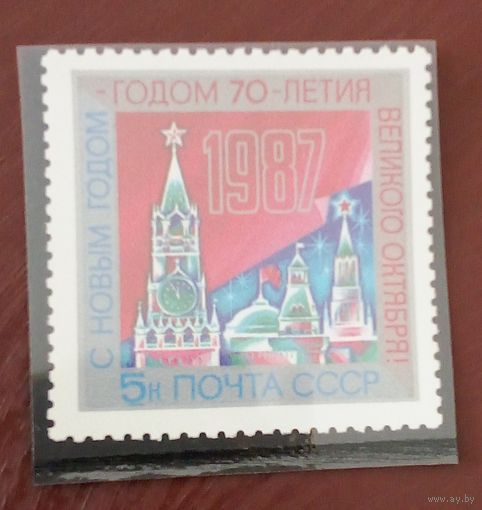 С НОВЫМ ГОДОМ
-ГОДОМ 70-ЛЕТИЯ
ВЕЛИКОГО ОКТЯБРЯ!
1987
5к ПОЧТА СССР
www.ay.by